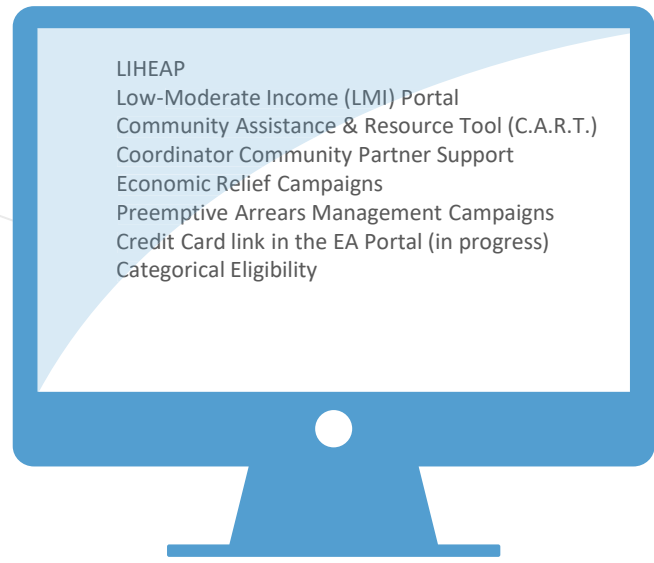 LIHEAP
Low-Moderate Income (LMI) Portal
Community Assistance & Resource Tool (C.A.R.T.)
Coordinator Community Partner Support
Economic Relief Campaigns
Preemptive Arrears Management Campaigns
Credit Card link in the EA Portal (in progress)
Categorical Eligibility